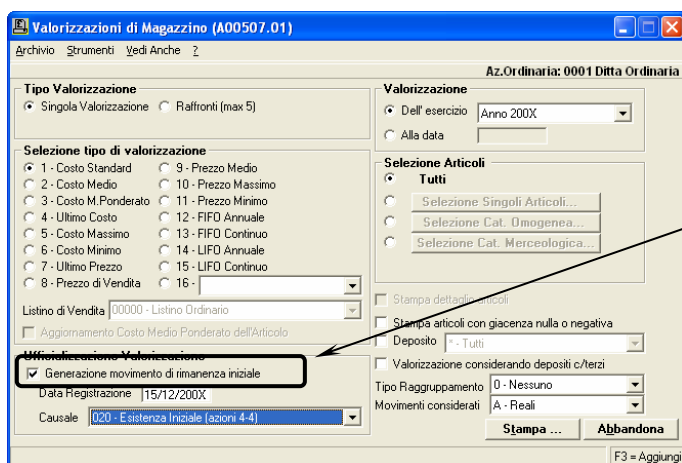 Valorizzazioni di Magazzino (A00507.01)
Archivio Strumenti Vedi Anche ?
Az.Ordinaria: 0001 Ditta Ordinaria
Tipo Valorizzazione
Singola Valorizzazione Raffronti (max 5)
Valorizzazione
Dell' esercizio Anno 200X
Alla data
Selezione tipo di valorizzazione
1 - Costo Standard 9 - Prezzo Medio
2 - Costo Medio 10 - Prezzo Massimo
3 - Costo M.Ponderato 11 - Prezzo Minimo
4 - Ultimo Costo 12 - FIFO Annuale
5 - Costo Massimo 13 - FIFO Continuo
6 - Costo Minimo 14 - LIFO Annuale
7 - Ultimo Prezzo 15 - LIFO Continuo
8 - Prezzo di Vendita 16 -
Listino di Vendita 00000 - Listino Ordinario
Aggiornamento Costo Medio Ponderato dell'Articolo
Selezione Articoli
Tutti
Selezione Singoli Articoli...
Selezione Cat. Omogenea...
Selezione Cat. Merceologica...
Stampa dettaglio articoli
Stampa articoli con giacenza nulla o negativa
Deposito * - Tutti
Valorizzazione considerando depositi c/terzi
Tipo Raggruppamento 0 - Nessuno
Movimenti considerati A - Reali
Ufficializzazione Valorizzazione
Generazione movimento di rimanenza iniziale
Data Registrazione 15/12/200X
Causale 020 - Esistenza Iniziale (azioni 4-4)
Stampa ... Abbandona
F3 = Aggiungi